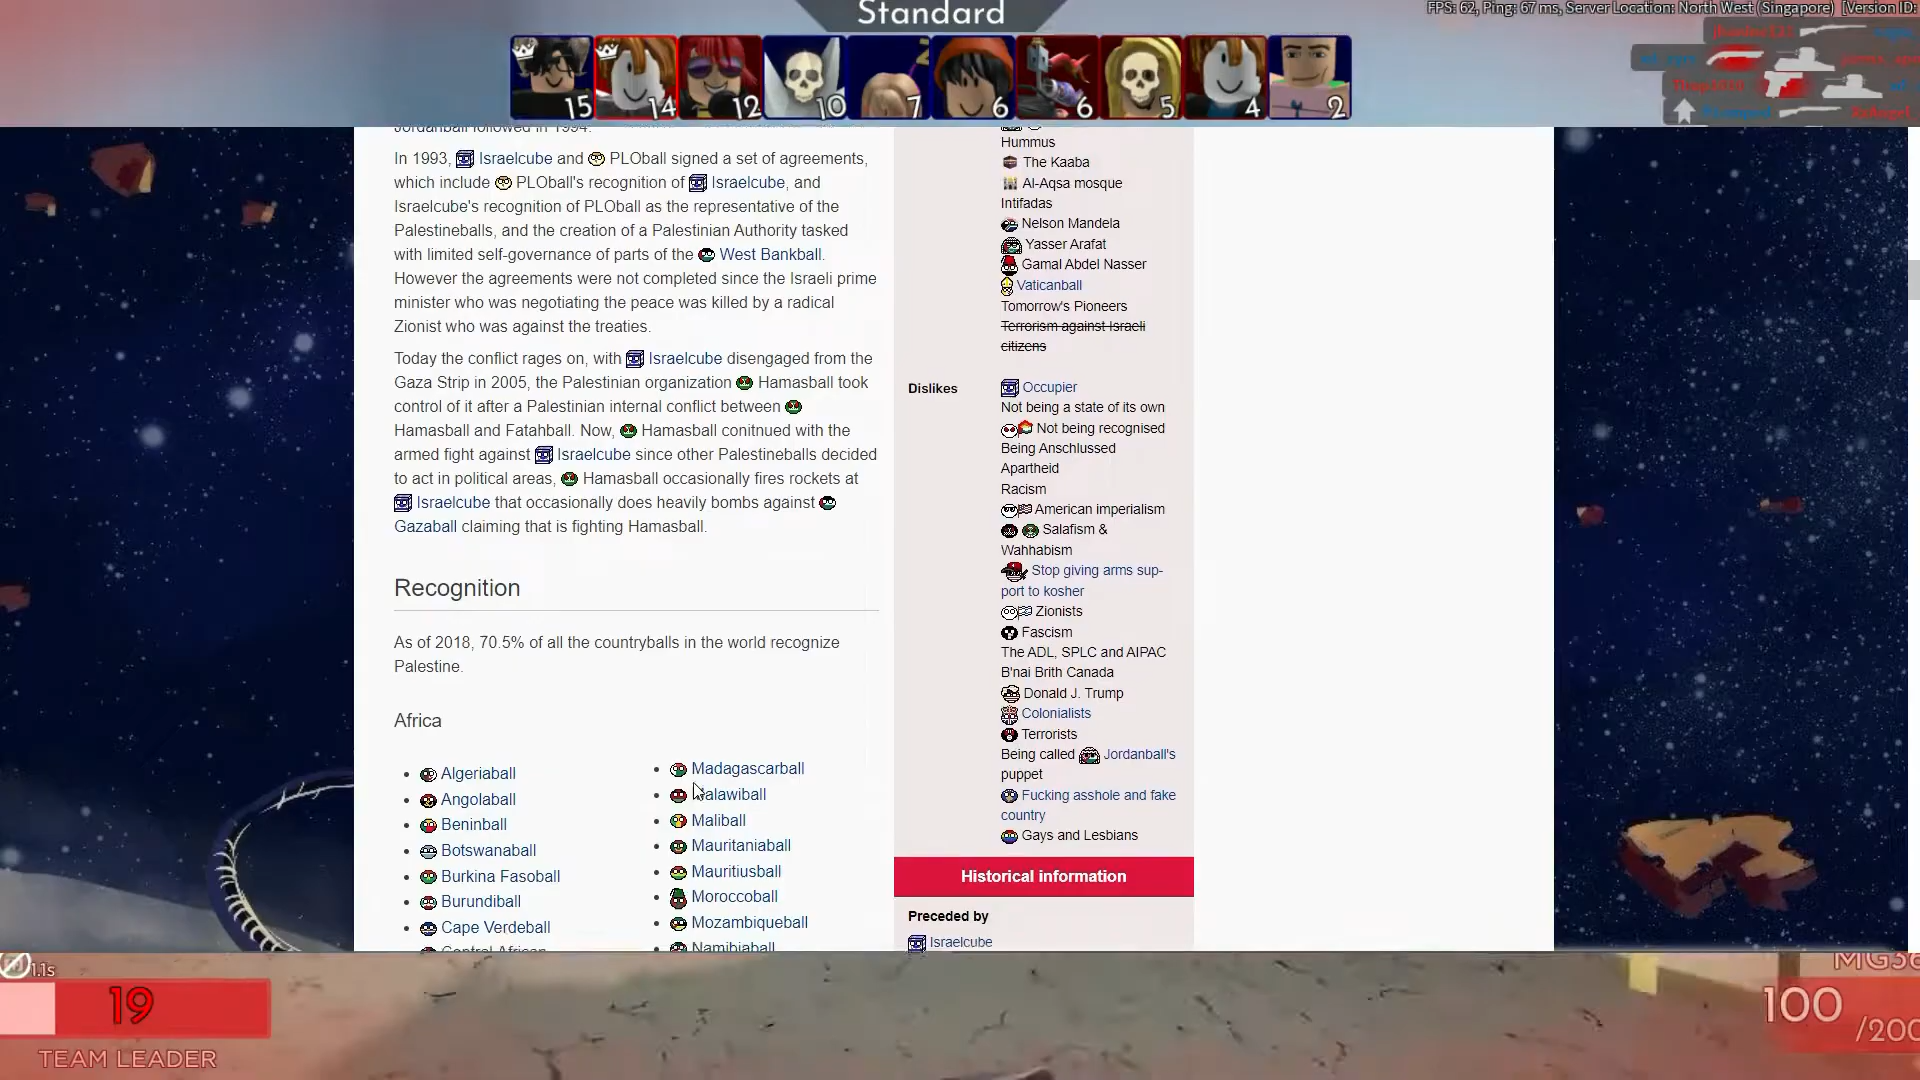 Standard
FPS: 62, Ping: 67 ms, Server Location: North West (Singapore) [Version ID:
15
14
12
10
7
6
6
5
4
2
Jordanball followed in 1994.
In 1993, Israelcube and PLOball signed a set of agreements,
which include PLOball's recognition of Israelcube, and
Israelcube's recognition of PLOball as the representative of the
Palestineballs, and the creation of a Palestinian Authority tasked
with limited self-governance of parts of the West Bankball.
However the agreements were not completed since the Israeli prime
minister who was negotiating the peace was killed by a radical
Zionist who was against the treaties.
Today the conflict rages on, with Israelcube disengaged from the
Gaza Strip in 2005, the Palestinian organization Hamasball took
control of it after a Palestinian internal conflict between
Hamasball and Fatahball. Now, Hamasball conitnued with the
armed fight against Israelcube since other Palestineballs decided
to act in political areas, Hamasball occasionally fires rockets at
Israelcube that occasionally does heavily bombs against
Gazaball claiming that is fighting Hamasball.
Recognition
As of 2018, 70.5% of all the countryballs in the world recognize
Palestine.
Africa
Algeriaball
Angolaball
Beninball
Botswanaball
Burkina Fasoball
Burundiball
Cape Verdeball
Central African
Madagascarball
alawiball
Maliball
Mauritaniaball
Mauritiusball
Moroccoball
Mozambiqueball
Namibiaball
Hummus
The Kaaba
Al-Aqsa mosque
Intifadas
Nelson Mandela
Yasser Arafat
Gamal Abdel Nasser
Vaticanball
Tomorrow's Pioneers
Terrorism against Israeli
citizens
Dislikes
Occupier
Not being a state of its own
Not being recognised
Being Anschlussed
Apartheid
Racism
American imperialism
Salafism &
Wahhabism
Stop giving arms sup-
port to kosher
Zionists
Fascism
The ADL, SPLC and AIPAC
B'nai Brith Canada
Donald J. Trump
Colonialists
Terrorists
Being called Jordanball's
puppet
Fucking asshole and fake
country
Gays and Lesbians
Historical information
Preceded by
Israelcube
1.1s
19
TEAM LEADER
MG36
100
/200